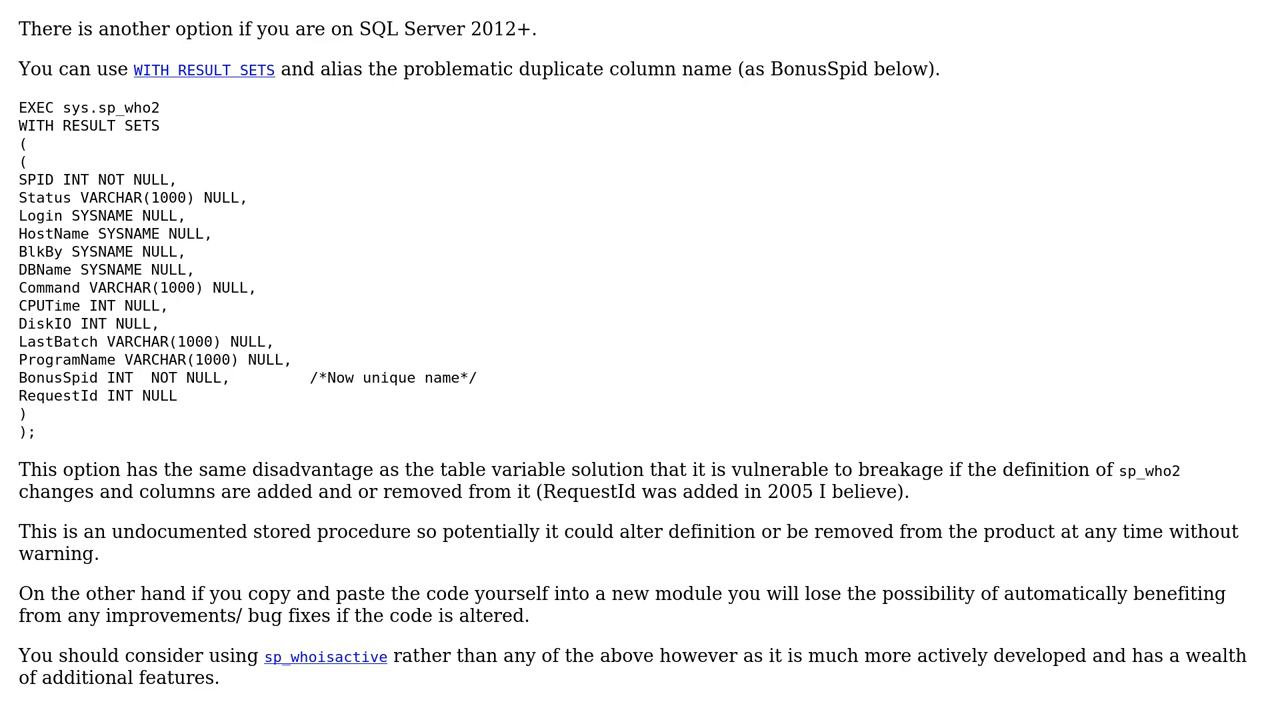 There is another option if you are on SQL Server 2012+.
You can use WITH RESULT SETS and alias the problematic duplicate column name (as BonusSpid below).
EXEC sys.sp_who2
WITH RESULT SETS
(
(
SPID INT NOT NULL,
Status VARCHAR(1000) NULL,
Login SYSNAME NULL,
HostName SYSNAME NULL,
BlkBy SYSNAME NULL,
DBName SYSNAME NULL,
Command VARCHAR(1000) NULL,
CPUTime INT NULL,
DiskIO INT NULL,
LastBatch VARCHAR(1000) NULL,
ProgramName VARCHAR(1000) NULL,
BonusSpid INT  NOT NULL,         /*Now unique name*/
RequestId INT NULL
)
);
This option has the same disadvantage as the table variable solution that it is vulnerable to breakage if the definition of sp_who2
changes and columns are added and or removed from it (RequestId was added in 2005 I believe).
This is an undocumented stored procedure so potentially it could alter definition or be removed from the product at any time without
warning.
On the other hand if you copy and paste the code yourself into a new module you will lose the possibility of automatically benefiting
from any improvements/ bug fixes if the code is altered.
You should consider using sp_whoisactive rather than any of the above however as it is much more actively developed and has a wealth
of additional features.